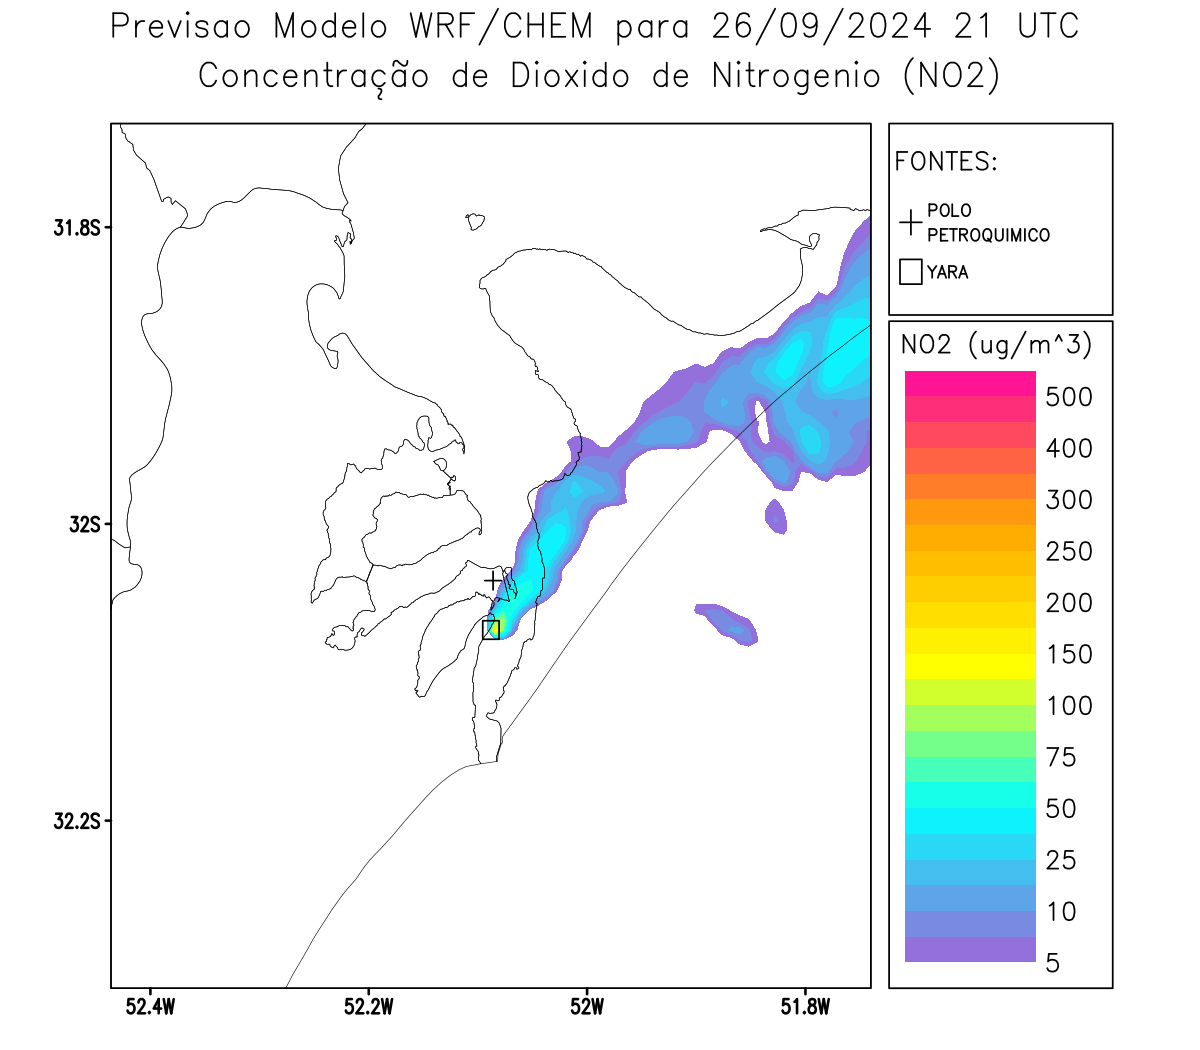 Previsao Modelo WRF/CHEM para 26/09/2024 21 UTC
Concentração de Dioxido de Nitrogenio (NO2)
FONTES:
POLO
PETROQUIMICO
YARA
NO2 (ug/m^3)
500
400
300
250
200
150
100
75
50
25
10
5
31.8S
32S
32.2S
52.4W
52.2W
52W
51.8W